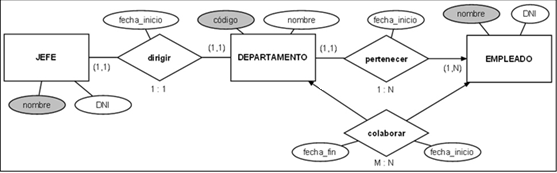 fecha_inicio
código
nombre
fecha_inicio
nombre
DNI
JEFE
(1,1)
dirigir
(1,1)
DEPARTAMENTO
(1,1)
pertenecer
(1,N)
EMPLEADO
1 : 1
1 : N
nombre
DNI
colaborar
fecha_fin
fecha_inicio
M : N